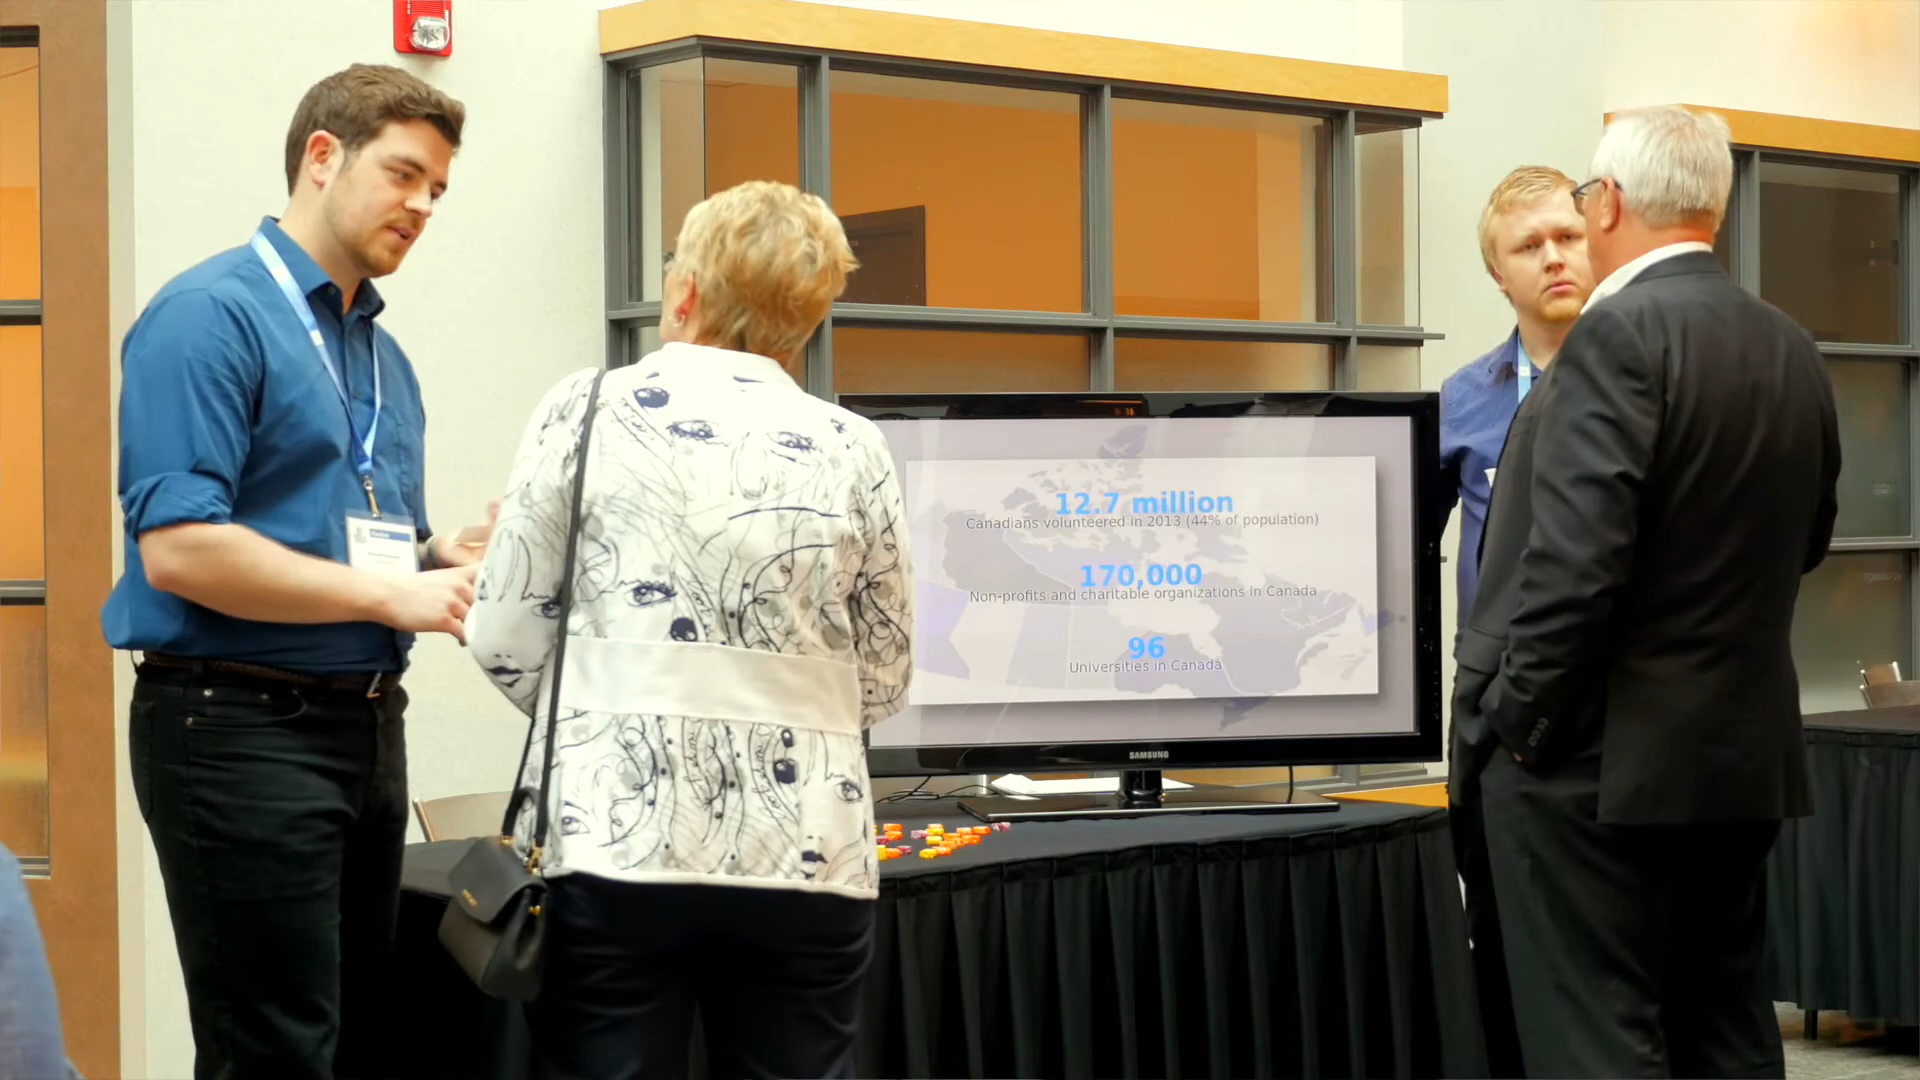 12.7 million
Canadians volunteered in 2013 (44% of population)
170,000
Non-profits and charitable organizations in Canada
96
Universities in Canada
SAMSUNG